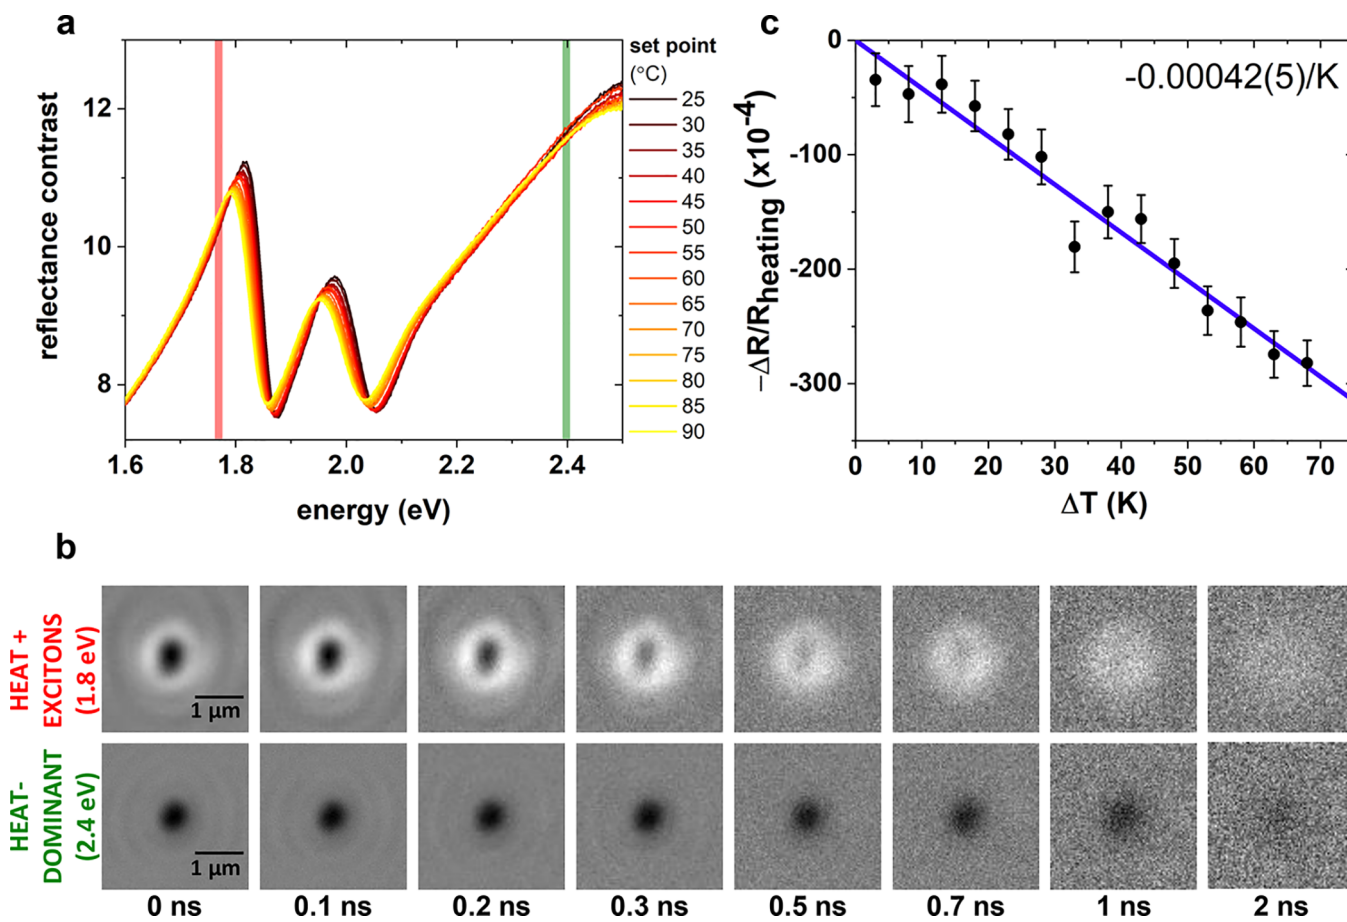 a
12
10
8
reflectance contrast
1.6 1.8 2.0 2.2 2.4
energy (eV)
set point
(°C)
25
30
35
40
45
50
55
60
65
70
75
80
85
90
c
-0.00042(5)/K
0
-100
-200
-300
−ΔR/Rheating (x10-4)
0 10 20 30 40 50 60 70
ΔT (K)
b
HEAT +
EXCITONS
(1.8 eV)
1 µm
HEAT-
DOMINANT
(2.4 eV)
1 µm
0 ns 0.1 ns 0.2 ns 0.3 ns 0.5 ns 0.7 ns 1 ns 2 ns